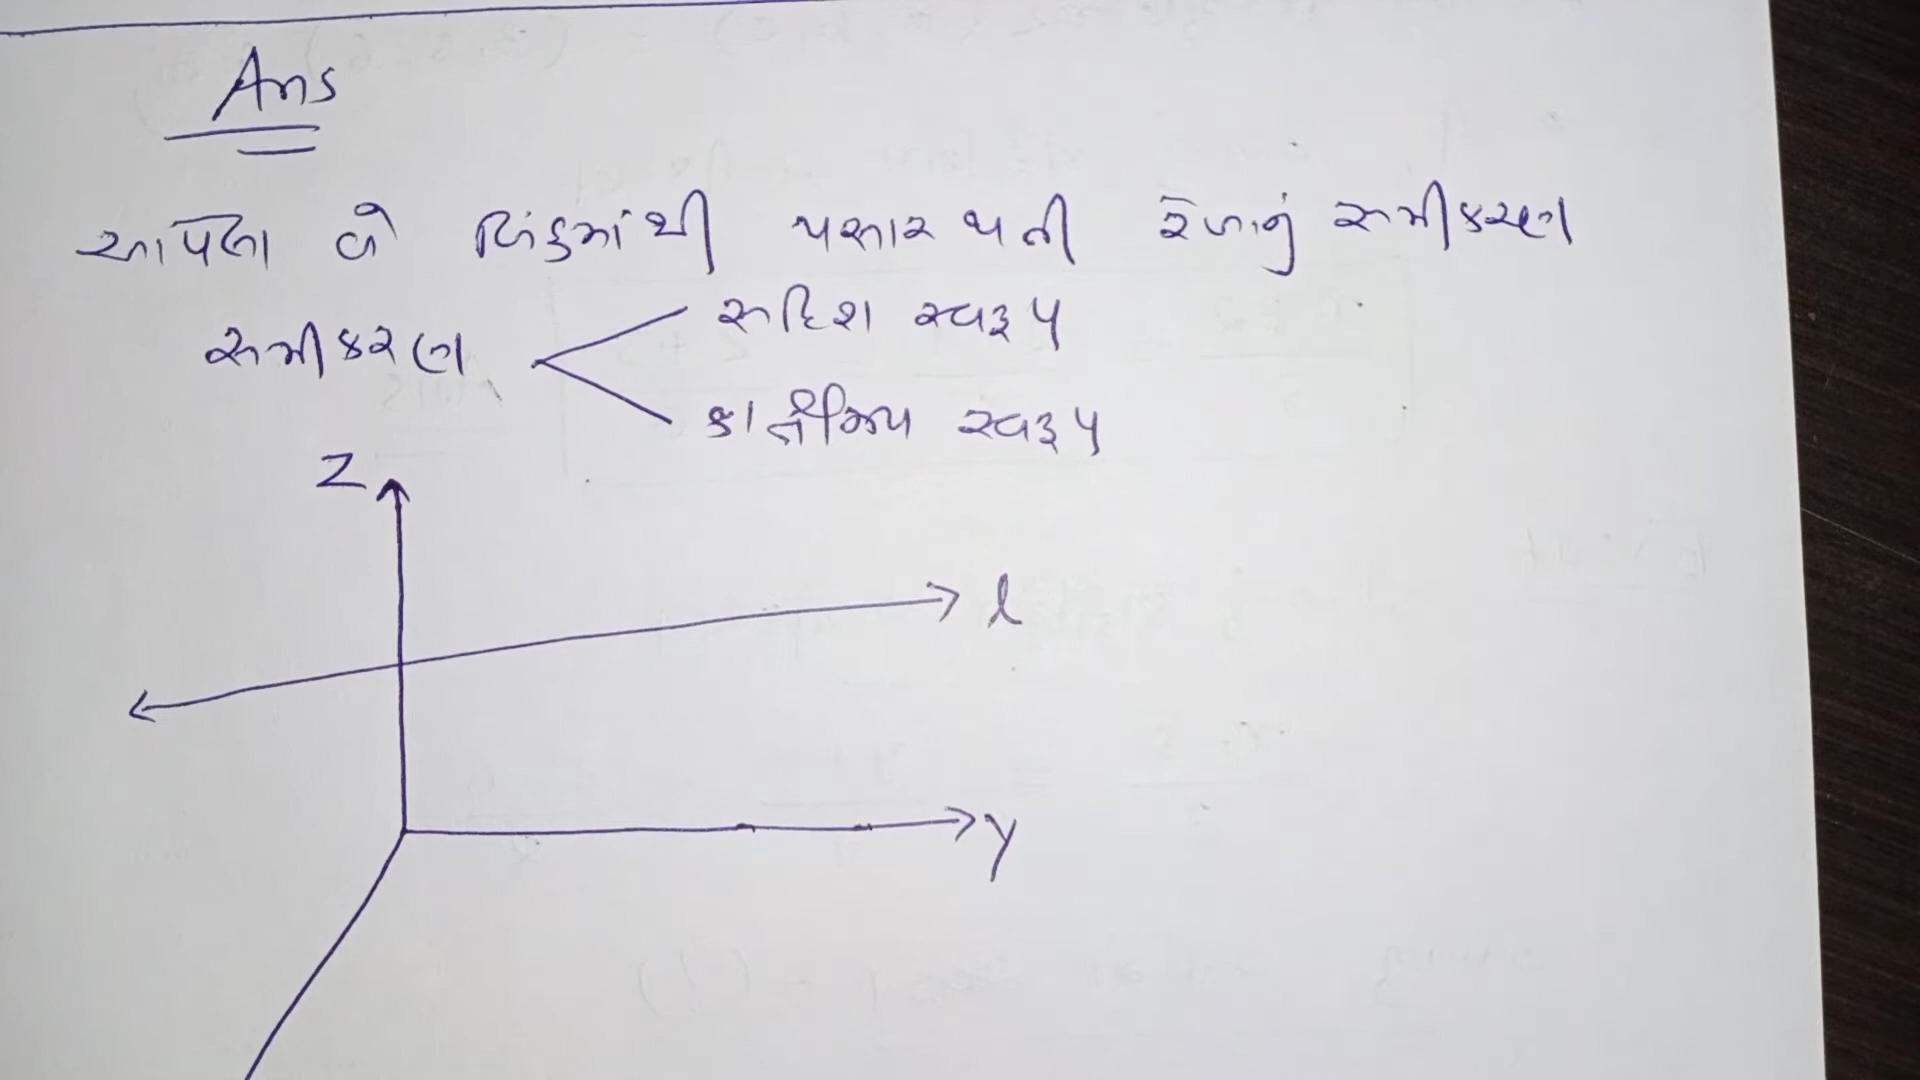 Ans
આપેલા બે બિંદુમાંથી પસાર થતી રેખાનું સમીકરણ
સમીકરણ
સદિશ સ્વરૂપ
કાર્તેઝિય સ્વરૂપ
Z
l
y